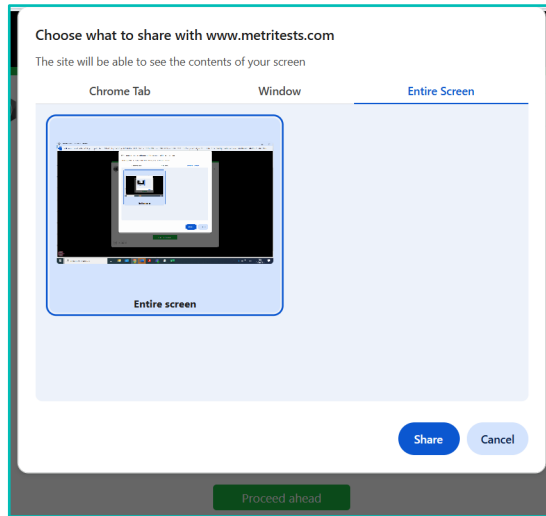 Choose what to share with www.metritests.com
The site will be able to see the contents of your screen
Chrome Tab Window Entire Screen
Entire screen
Share Cancel
Proceed ahead